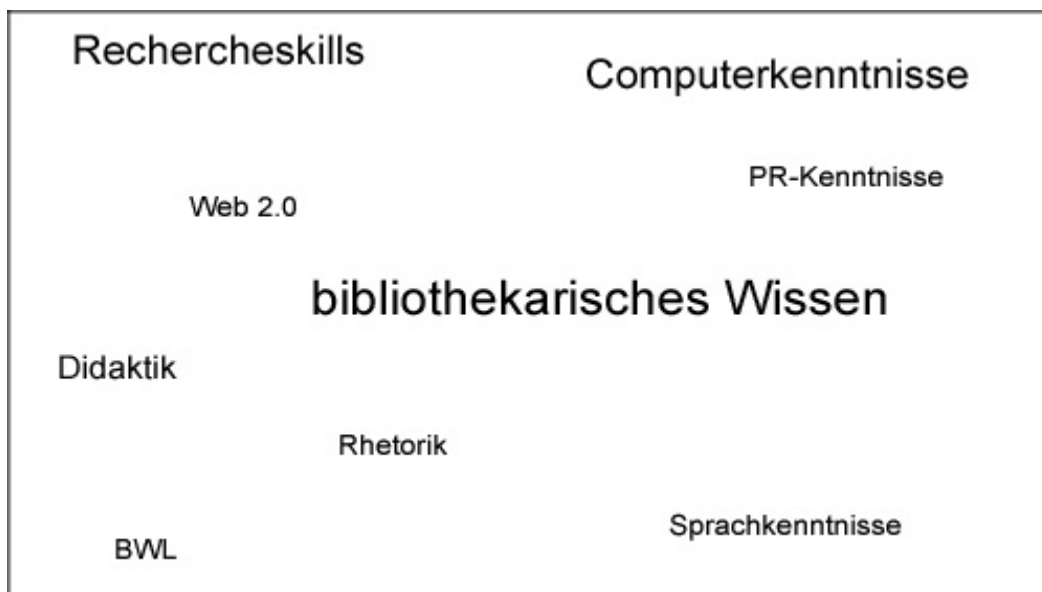 Rechercheskills
Computerkenntnisse
PR-Kenntnisse
Web 2.0
bibliothekarisches Wissen
Didaktik
Rhetorik
Sprachkenntnisse
BWL